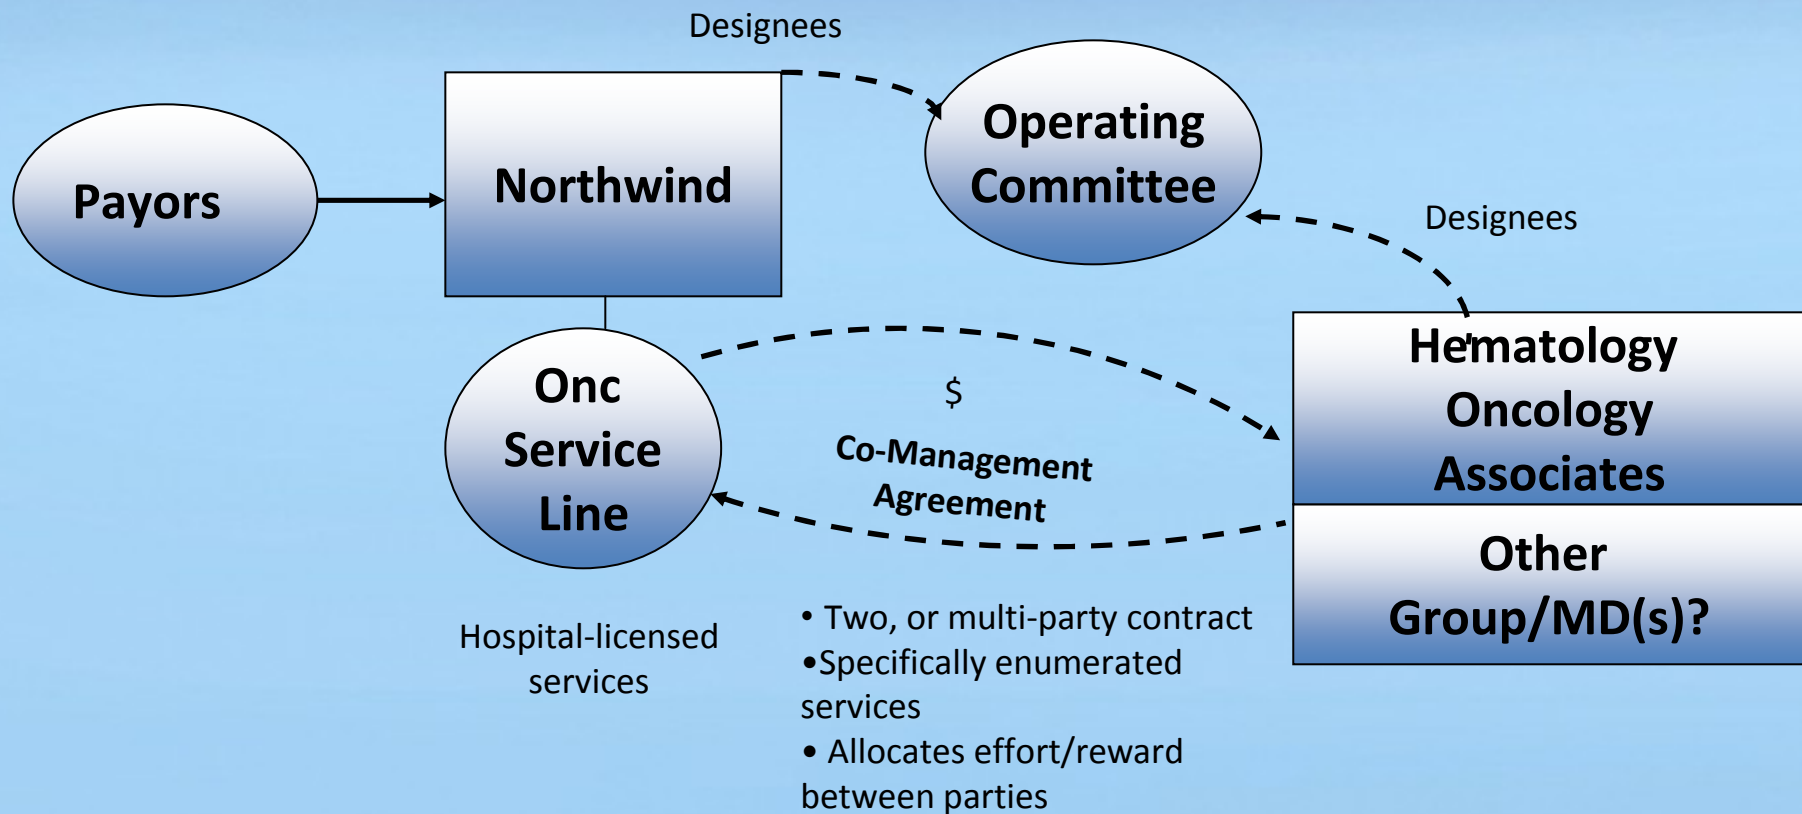 Designees
Payors
Northwind
Operating
Committee
Designees
Onc
Service
Line
$
Co-Management
Agreement
Hematology
Oncology
Associates
Other
Group/MD(s)?
Hospital-licensed
services
• Two, or multi-party contract
•Specifically enumerated
services
• Allocates effort/reward
between parties